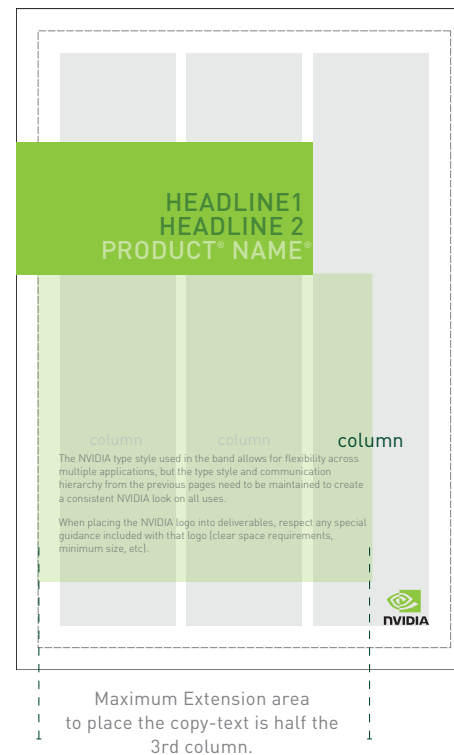 HEADLINE1
HEADLINE 2
PRODUCT® NAME®
column column column
The NVIDIA type style used in the band allows for flexibility across
multiple applications, but the type style and communication
hierarchy from the previous pages need to be maintained to create
a consistent NVIDIA look on all uses.
When placing the NVIDIA logo into deliverables, respect any special
guidance included with that logo (clear space requirements,
minimum size, etc).
NVIDIA
Maximum Extension area
to place the copy-text is half the
3rd column.